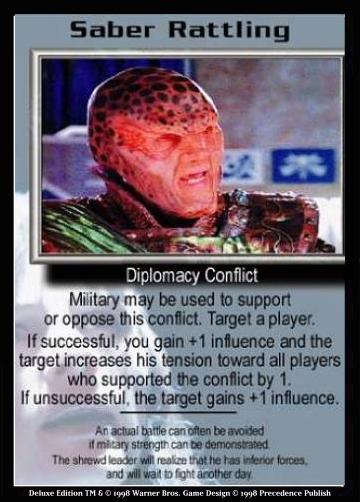 Saber Rattling
Diplomacy Conflict
Military may be used to support
or oppose this conflict. Target a player.
If successful, you gain +1 influence and the
target increases his tension toward all players
who supported the conflict by 1.
If unsuccessful, the target gains +1 influence.
An actual battle can often be avoided
if military strength can be demonstrated.
The shrewd leader will realize that he has inferior forces,
and will wait to fight another day.
Deluxe Edition TM & © 1998 Warner Bros. Game Design © 1998 Precedence Publish